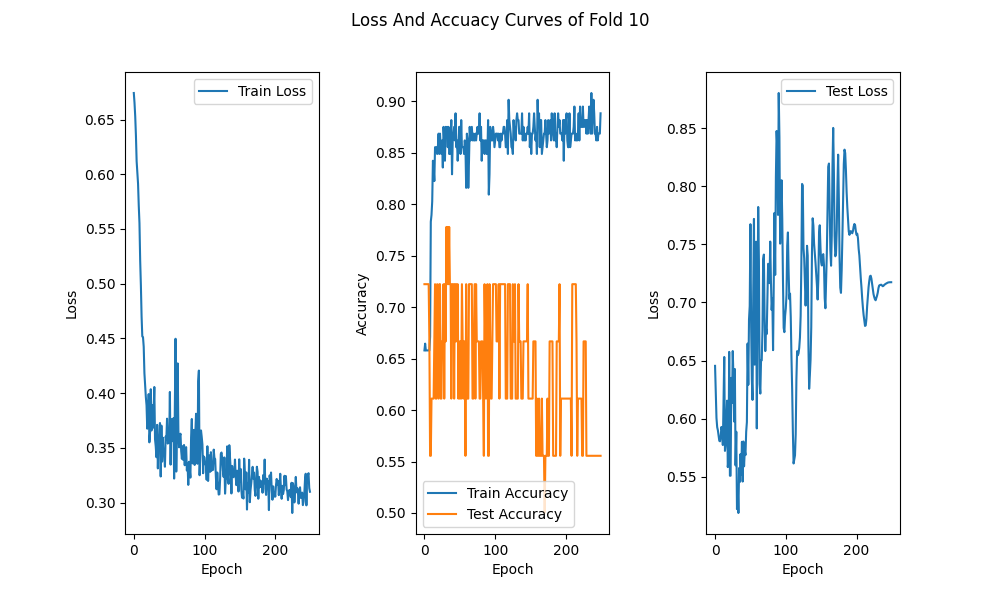 Loss And Accuacy Curves of Fold 10
Train Loss
0.65
0.60
0.55
0.50
0.45
0.40
0.35
0.30
Loss
0 100 200
Epoch
0.90
0.85
0.80
0.75
0.70
0.65
0.60
0.55
0.50
Accuracy
Train Accuracy
Test Accuracy
0 100 200
Epoch
Test Loss
0.85
0.80
0.75
0.70
0.65
0.60
0.55
Loss
0 100 200
Epoch